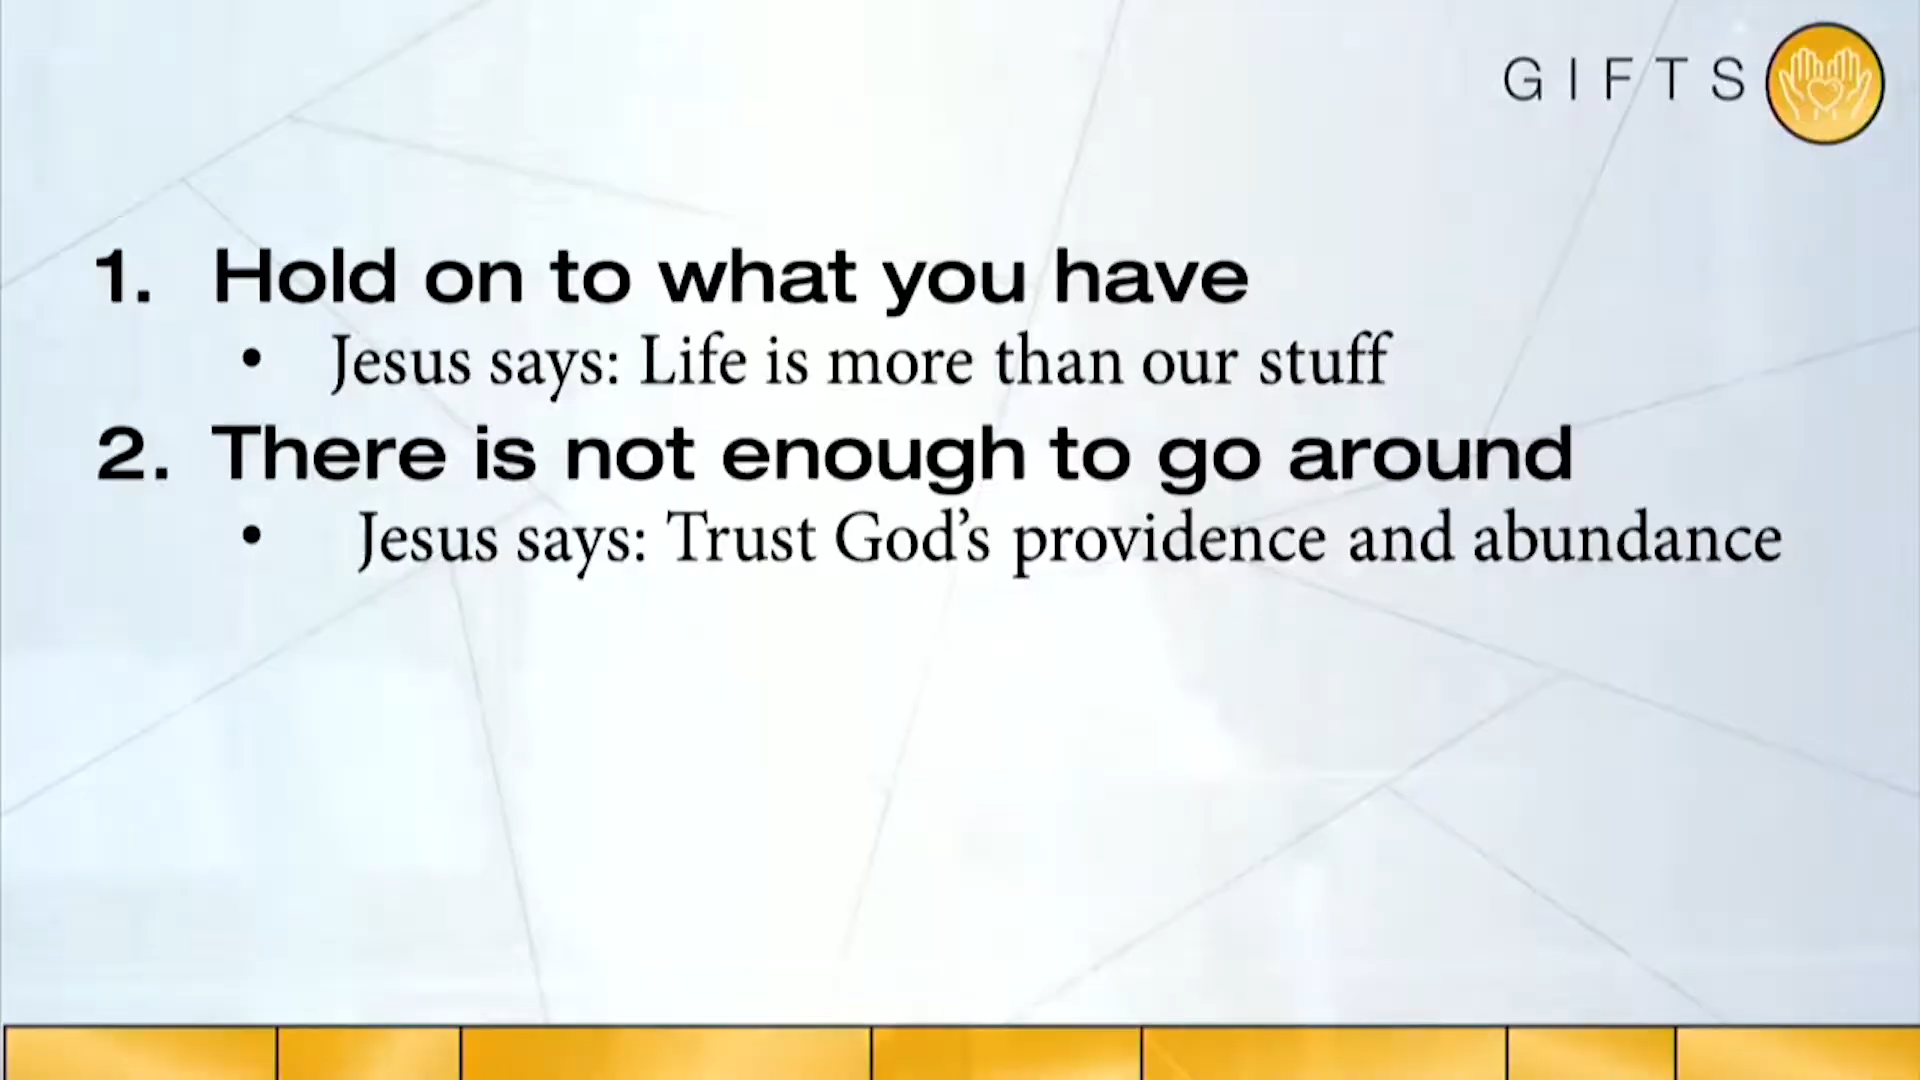 GIFTS
1. Hold on to what you have
• Jesus says: Life is more than our stuff
2. There is not enough to go around
• Jesus says: Trust God’s providence and abundance